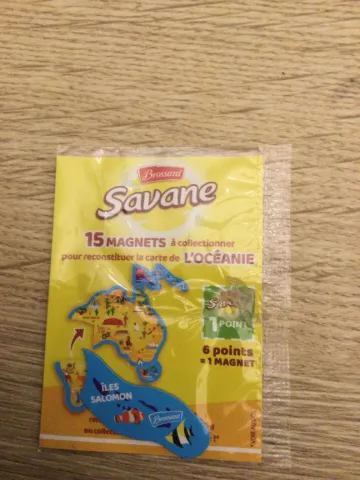 Brossard
Savane
15 MAGNETS à collectionner
pour reconstituer la carte de L'OCÉANIE
Savane
1 POINT
6 points
= 1 MAGNET
ÎLES
SALOMON
Brossard